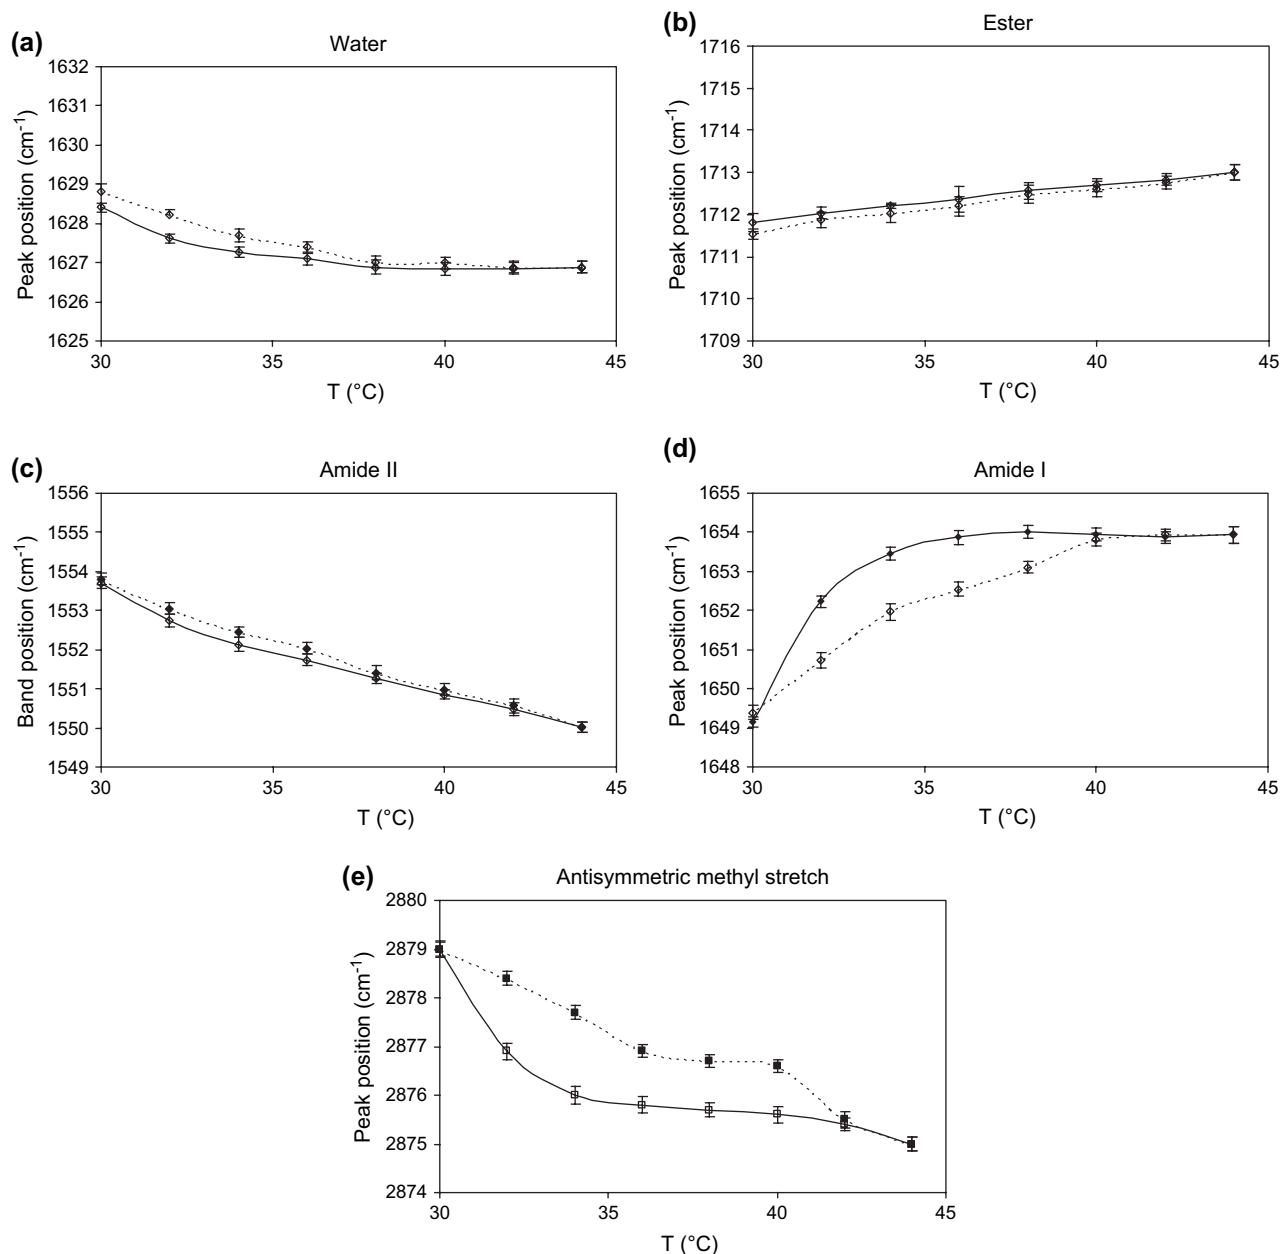 (a)
Water
1632
1631
1630
1629
1628
1627
1626
1625
Peak position (cm-1)
30
35
40
45
T (°C)
(b)
Ester
1716
1715
1714
1713
1712
1711
1710
1709
Peak position (cm-1)
30
35
40
45
T (°C)
(c)
Amide II
1556
1555
1554
1553
1552
1551
1550
1549
Band position (cm-1)
30
35
40
45
T (°C)
(d)
Amide I
1655
1654
1653
1652
1651
1650
1649
1648
Peak position (cm-1)
30
35
40
45
T (°C)
(e)
Antisymmetric methyl stretch
2880
2879
2878
2877
2876
2875
2874
Peak position (cm-1)
30
35
40
45
T (°C)